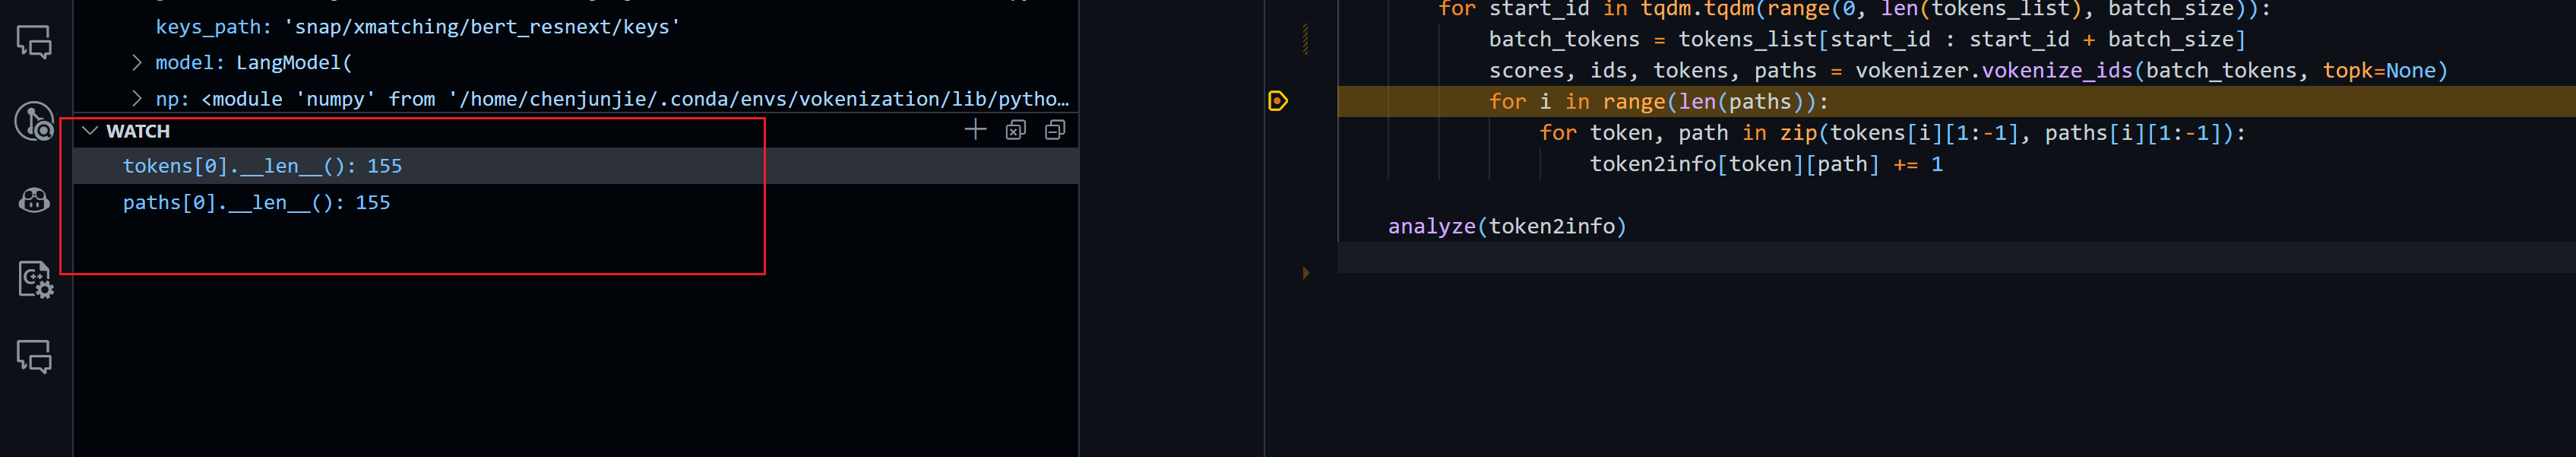 keys_path: 'snap/xmatching/bert_resnext/keys'
model: LangModel(
np: <module 'numpy' from '/home/chenjunjie/.conda/envs/vokenization/lib/pytho…
WATCH
tokens[0].__len__(): 155
paths[0].__len__(): 155
for start_id in tqdm.tqdm(range(0, len(tokens_list), batch_size)):
batch_tokens = tokens_list[start_id : start_id + batch_size]
scores, ids, tokens, paths = vokenizer.vokenize_ids(batch_tokens, topk=None)
for i in range(len(paths)):
for token, path in zip(tokens[i][1:-1], paths[i][1:-1]):
token2info[token][path] += 1
analyze(token2info)